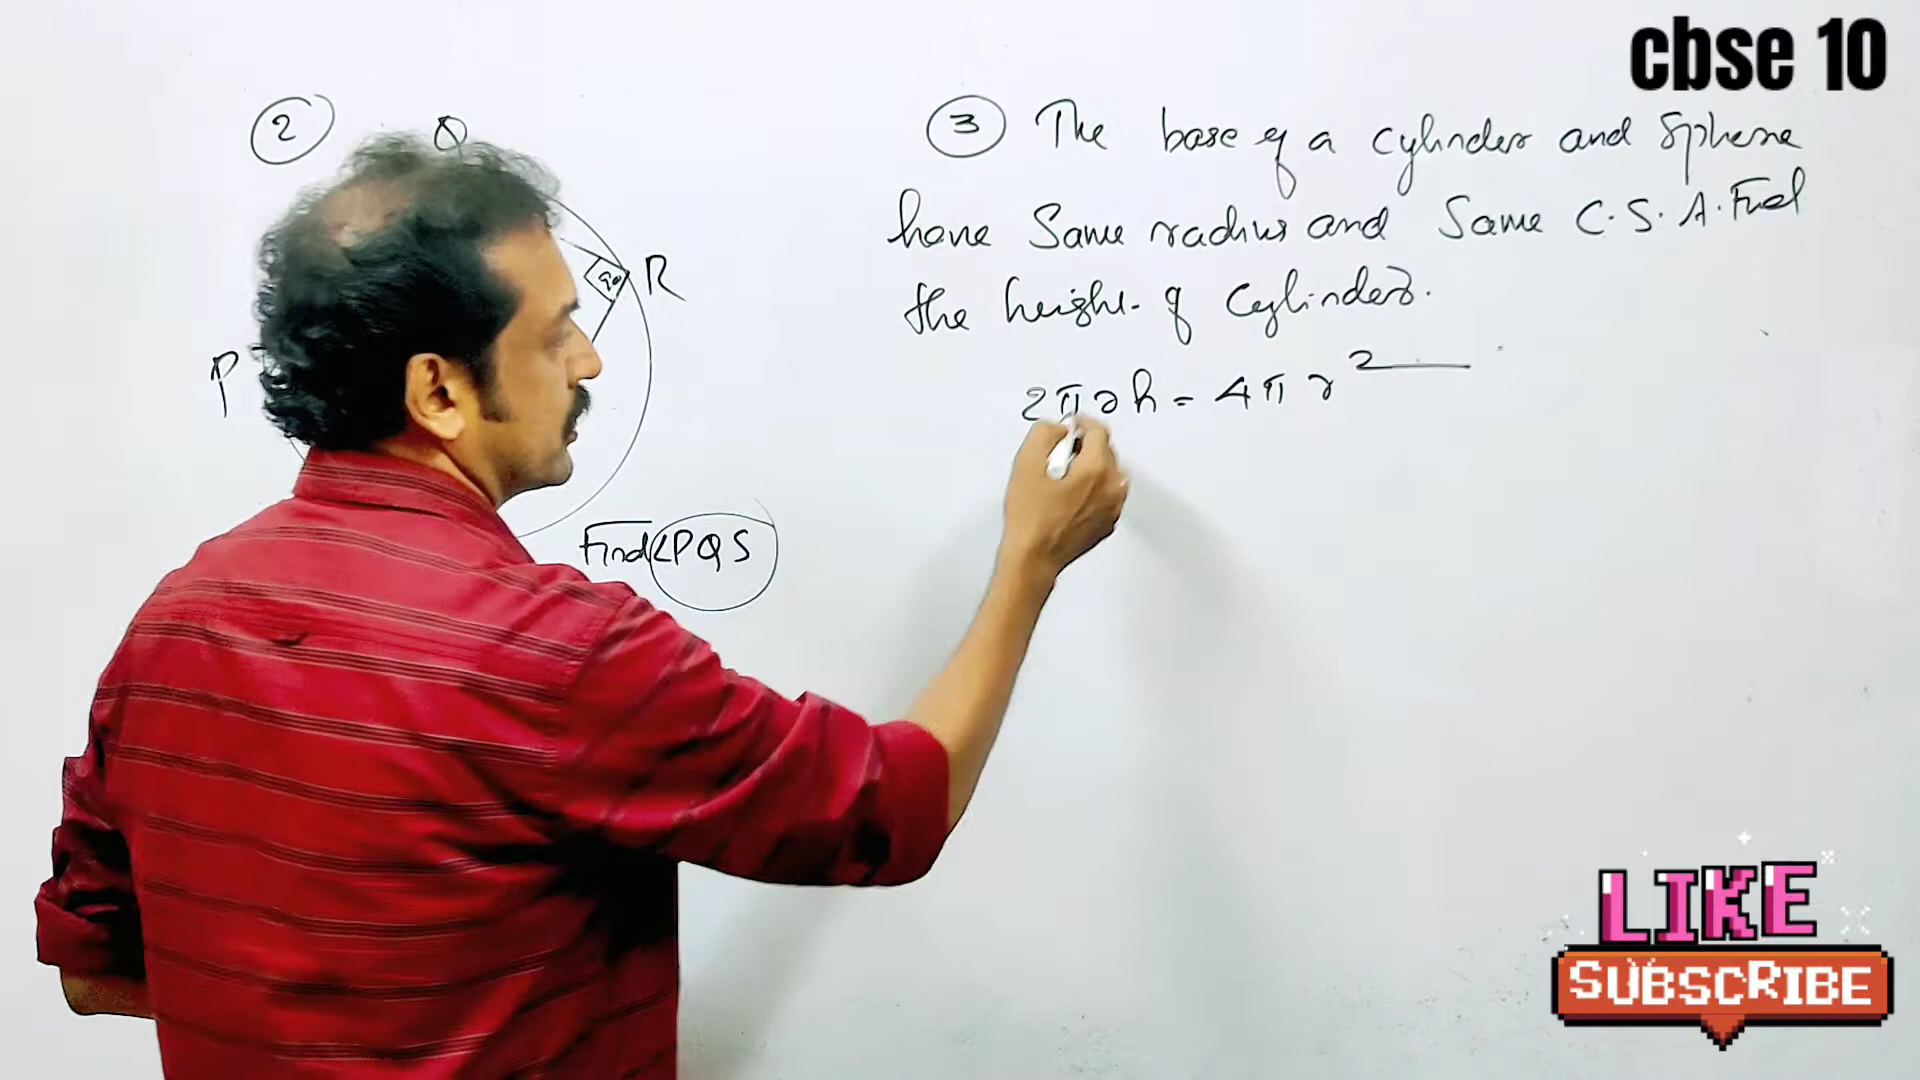 cbse 10
2
Q
R
90
P
Find ∠PQS
3 The base of a cylinder and sphere
have same radius and same C.S.A. Find
the height of cylinder.
2πrh = 4πr²
LIKE
SUBSCRIBE